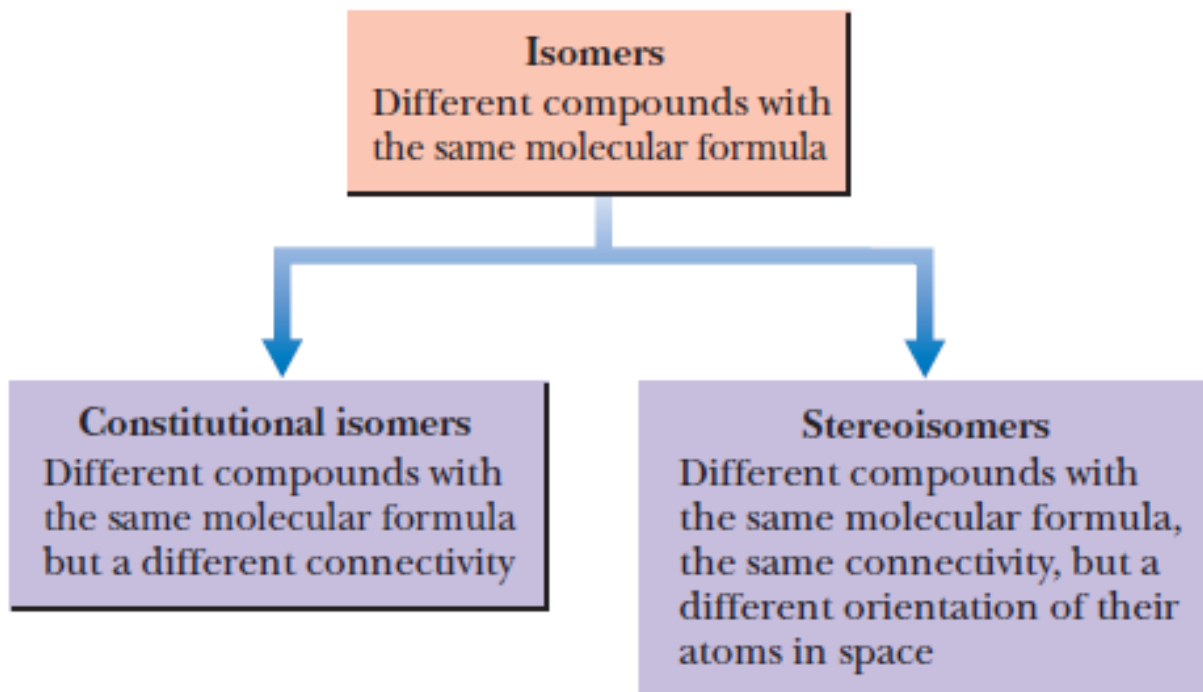 Isomers
Different compounds with
the same molecular formula
Constitutional isomers
Different compounds with
the same molecular formula
but a different connectivity
Stereoisomers
Different compounds with
the same molecular formula,
the same connectivity, but a
different orientation of their
atoms in space